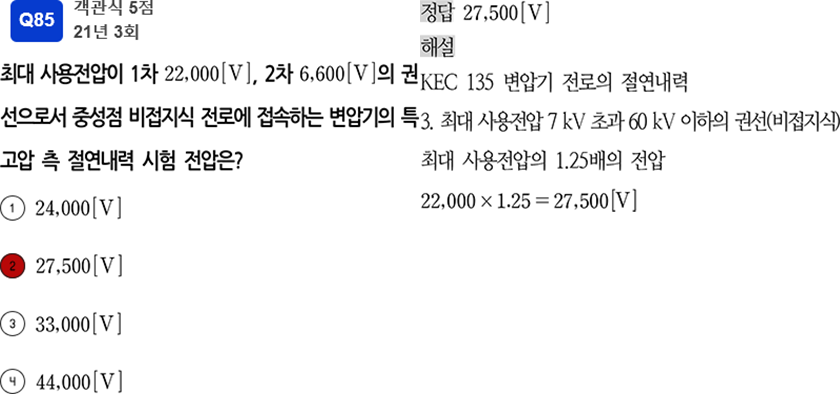 Q85
객관식 5점
21년 3회
최대 사용전압이 1차 22,000[V], 2차 6,600[V]의 권
선으로서 중성점 비접지식 전로에 접속하는 변압기의 특
고압 측 절연내력 시험 전압은?
① 24,000[V]
② 27,500[V]
③ 33,000[V]
④ 44,000[V]
정답 27,500[V]
해설
KEC 135 변압기 전로의 절연내력
3. 최대 사용전압 7 kV 초과 60 kV 이하의 권선(비접지식)
최대 사용전압의 1.25배의 전압
22,000×1.25=27,500[V]